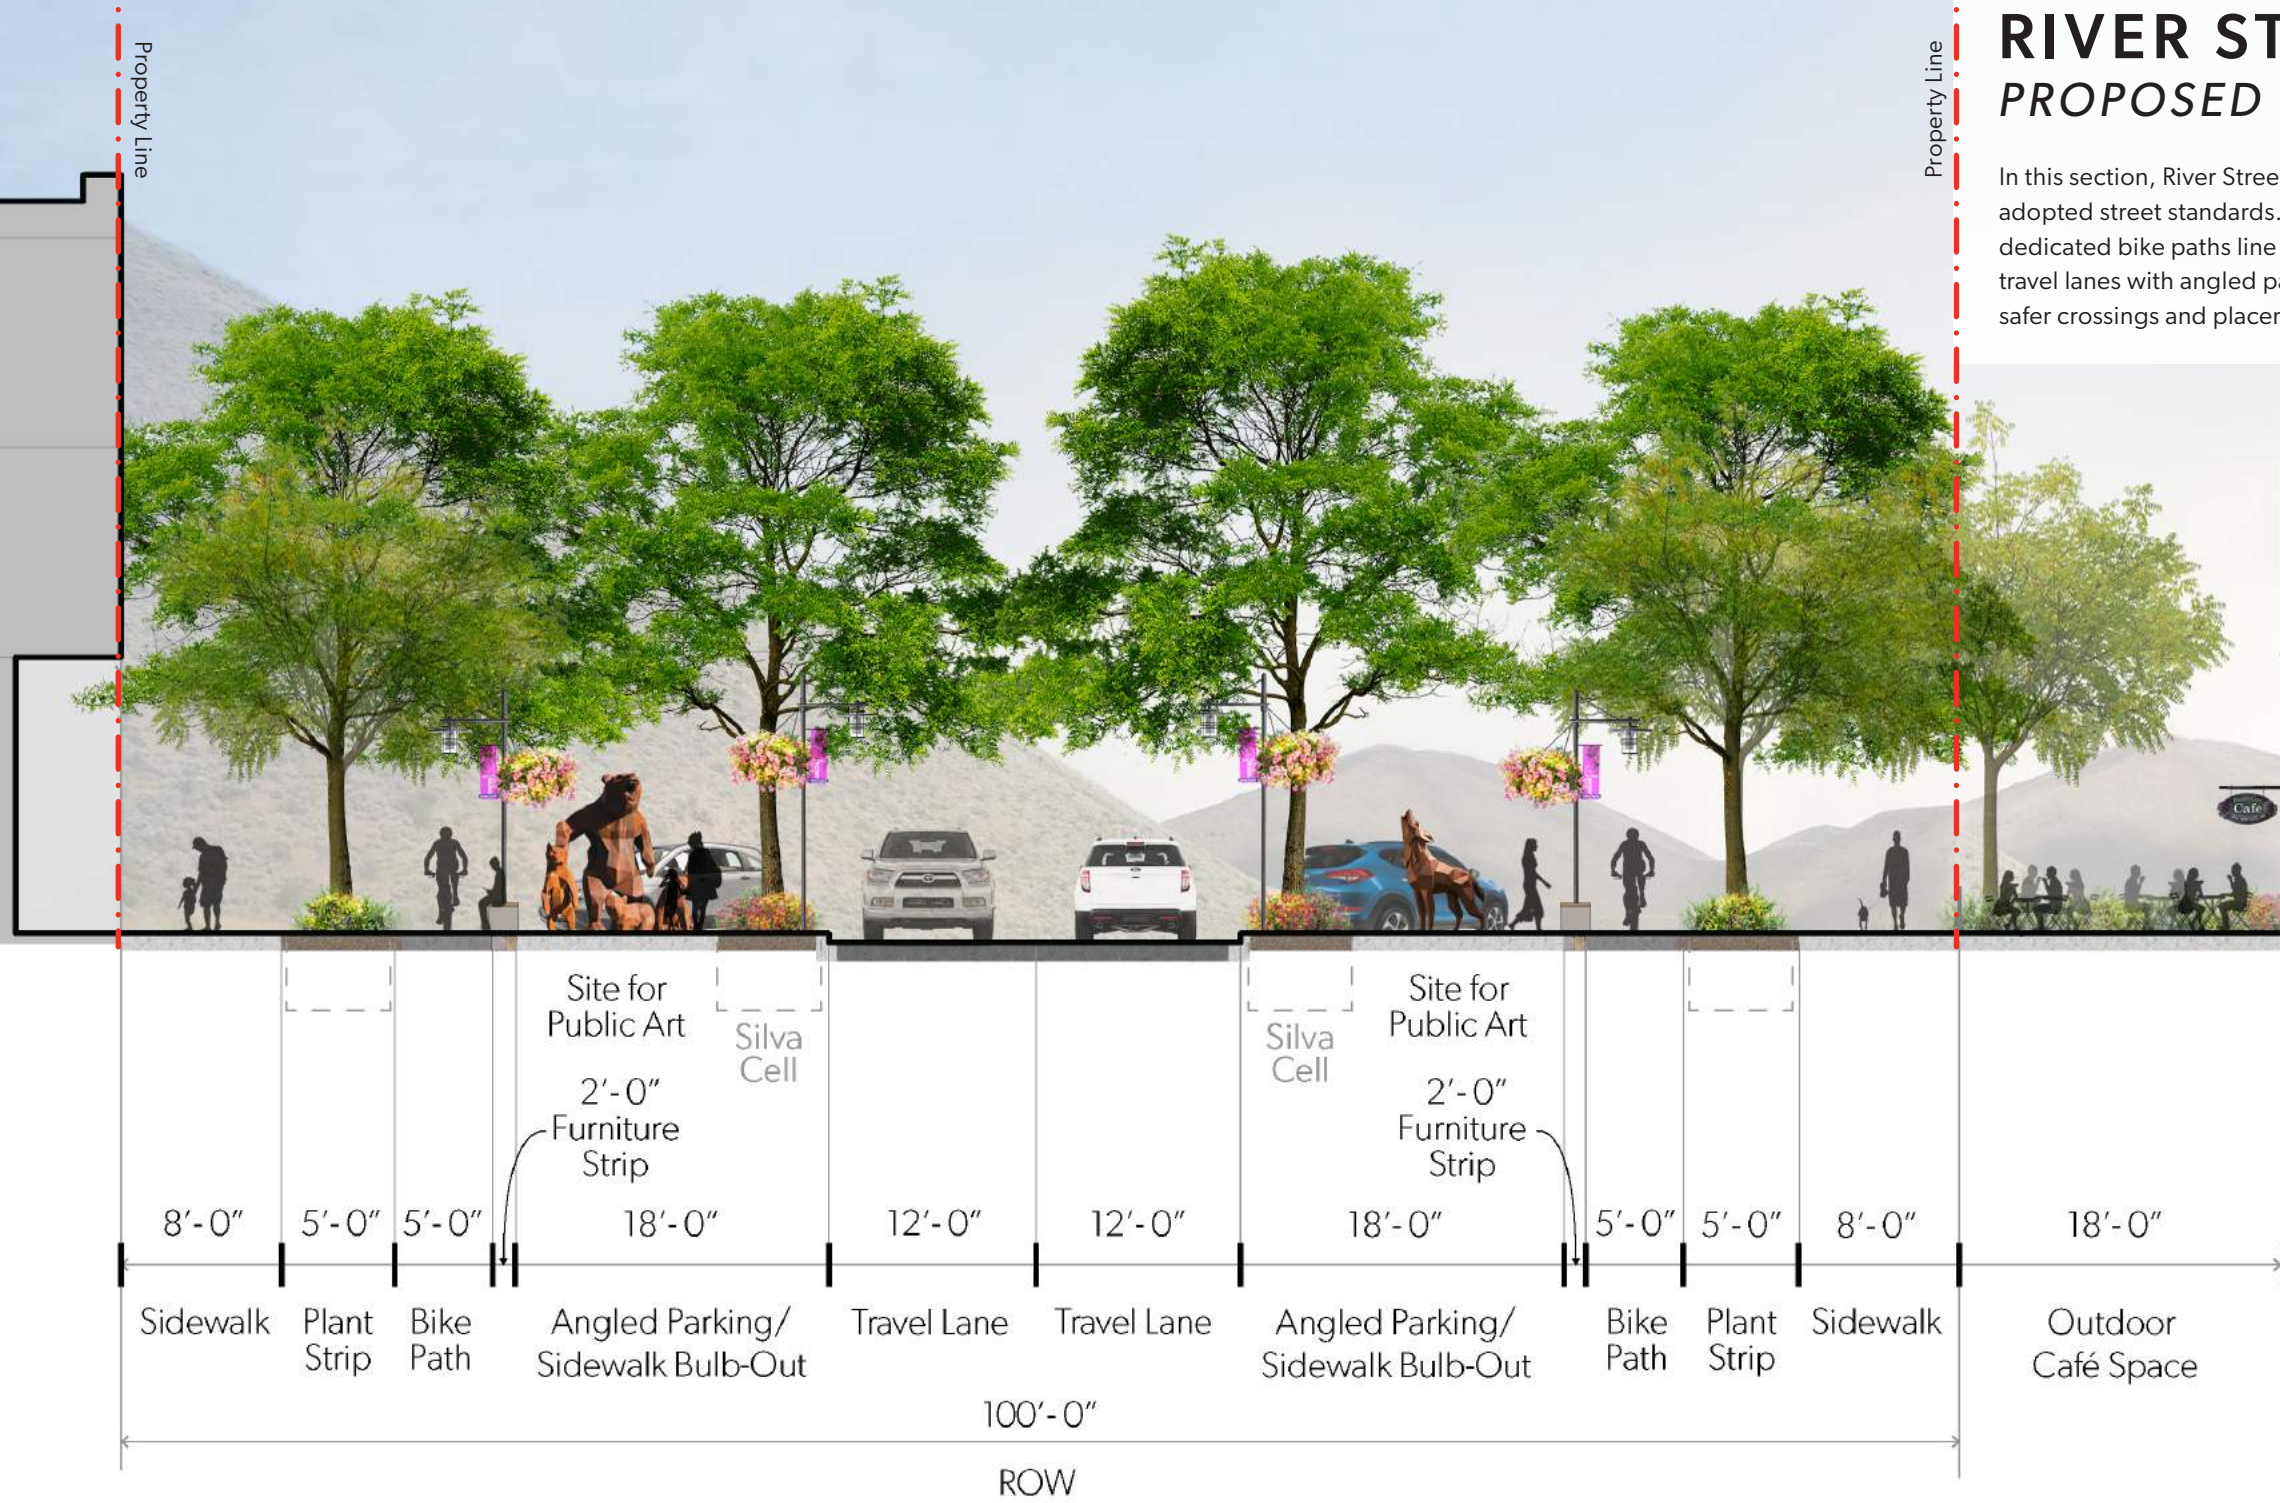 Property Line
Property Line
RIVER ST
PROPOSED
In this section, River Stree
adopted street standards.
dedicated bike paths line
travel lanes with angled pa
safer crossings and placer
Cafe
Site for
Public Art
Silva
Cell
2'-0"
Furniture
Strip
Silva
Cell
Site for
Public Art
2'-0"
Furniture
Strip
8'-0" 5'-0" 5'-0" 18'-0" 12'-0" 12'-0" 18'-0" 5'-0" 5'-0" 8'-0" 18'-0"
Sidewalk
Plant
Strip
Bike
Path
Angled Parking/
Sidewalk Bulb-Out
Travel Lane
Travel Lane
Angled Parking/
Sidewalk Bulb-Out
Bike
Path
Plant
Strip
Sidewalk
Outdoor
Café Space
100'-0"
ROW